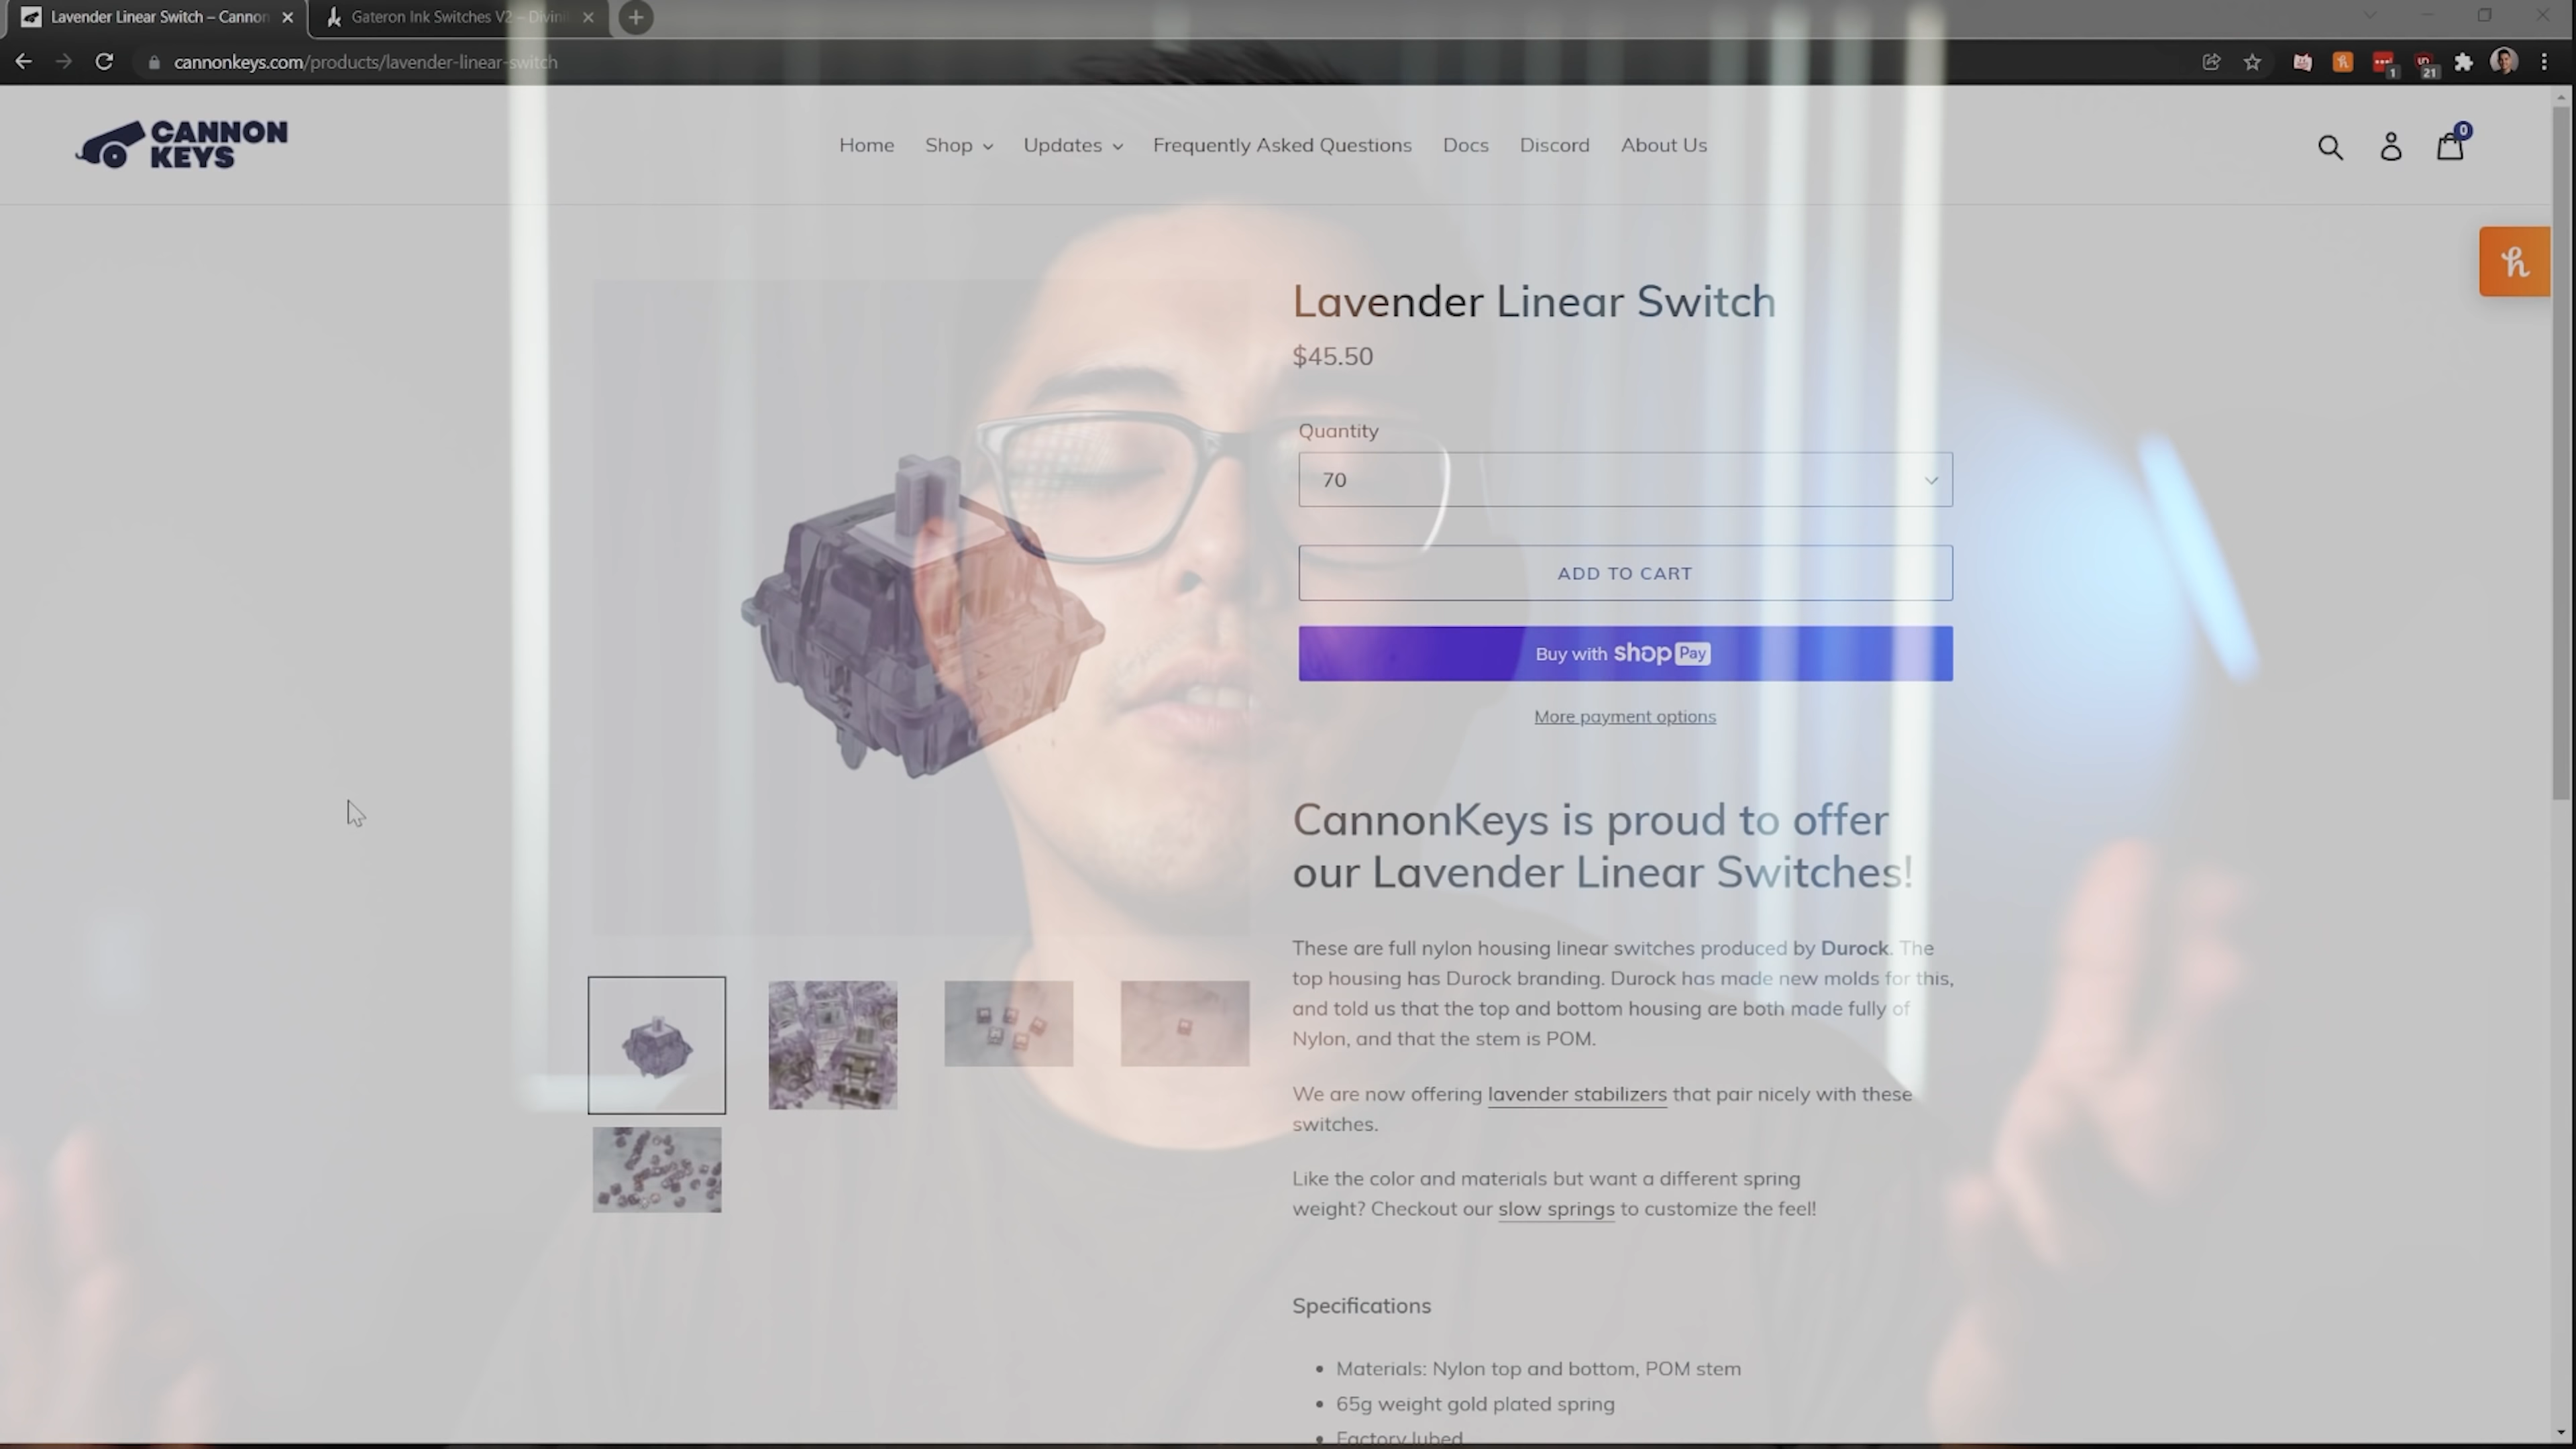 Lavender Linear Switch – Cannon
Gateron Ink Switches V2 – Divini
cannonkeys.com/products/lavender-linear-switch
1
21
CANNON
KEYS
Home
Shop
Updates
Frequently Asked Questions
Docs
Discord
About Us
0
h
Lavender Linear Switch
$45.50
Quantity
70
ADD TO CART
Buy with shop Pay
More payment options
CannonKeys is proud to offer
our Lavender Linear Switches!
These are full nylon housing linear switches produced by Durock. The
top housing has Durock branding. Durock has made new molds for this,
and told us that the top and bottom housing are both made fully of
Nylon, and that the stem is POM.
We are now offering lavender stabilizers that pair nicely with these
switches.
Like the color and materials but want a different spring
weight? Checkout our slow springs to customize the feel!
Specifications
• Materials: Nylon top and bottom, POM stem
• 65g weight gold plated spring
• Factory lubed